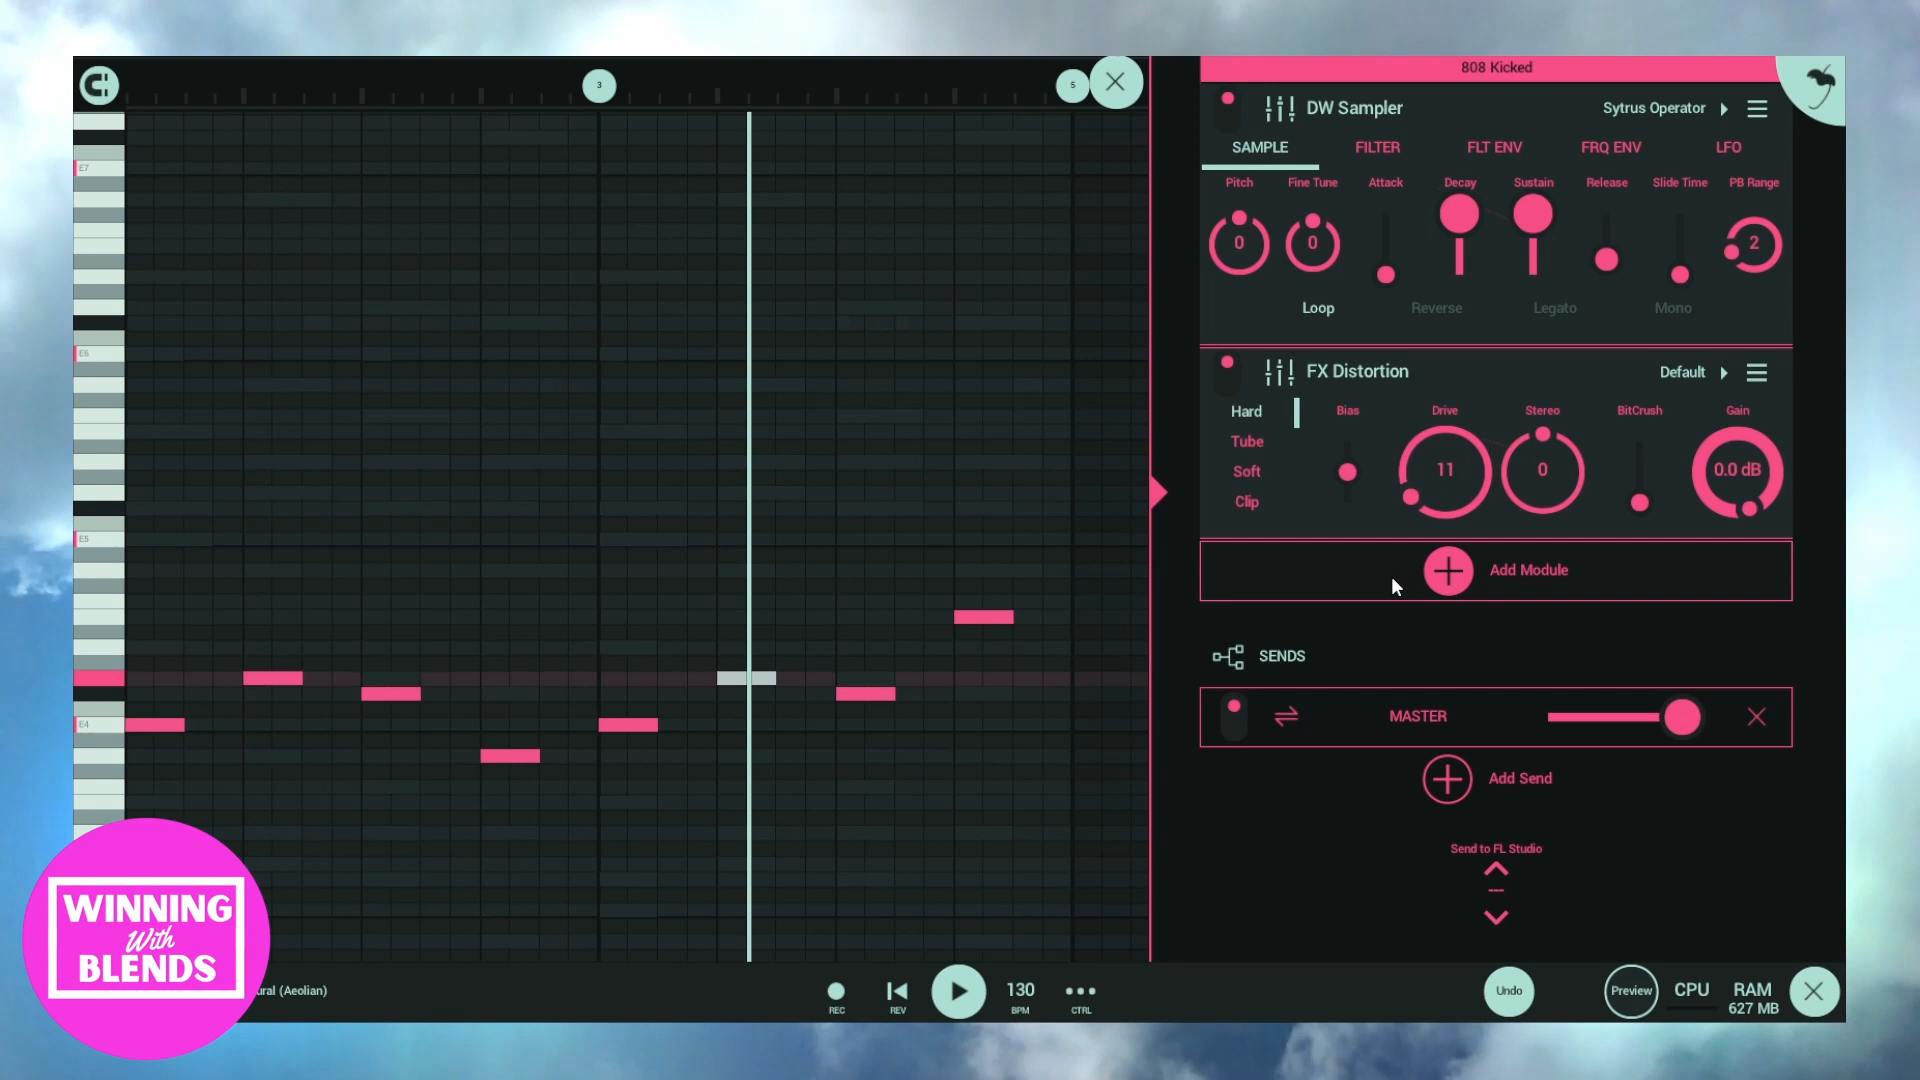 3
5
808 Kicked
DW Sampler
Sytrus Operator
SAMPLE FILTER FLT ENV FRQ ENV LFO
Pitch Fine Tune Attack Decay Sustain Release Slide Time PB Range
0 0 2
Loop Reverse Legato Mono
FX Distortion
Default
Hard
Tube
Soft
Clip
Bias Drive Stereo BitCrush Gain
11 0 0.0 dB
Add Module
SENDS
MASTER
Add Send
Send to FL Studio
---
E7
E6
E5
E4
WINNING
With
BLENDS
ural (Aeolian)
REC
REV
130
BPM
CTRL
Undo
Preview
CPU
RAM
627 MB